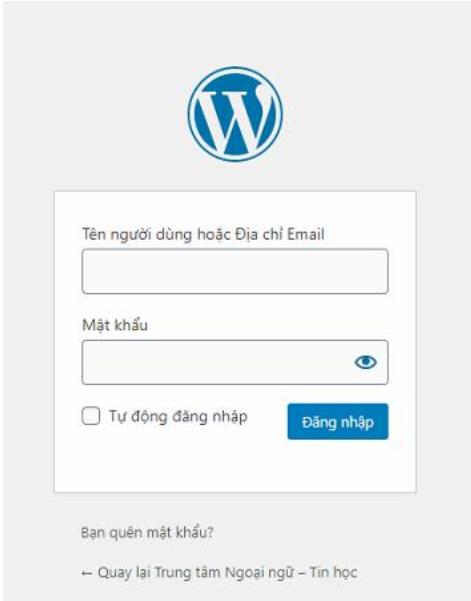 Tên người dùng hoặc Địa chỉ Email
Mật khẩu
Tự động đăng nhập
Đăng nhập
Bạn quên mật khẩu?
← Quay lại Trung tâm Ngoại ngữ – Tin học